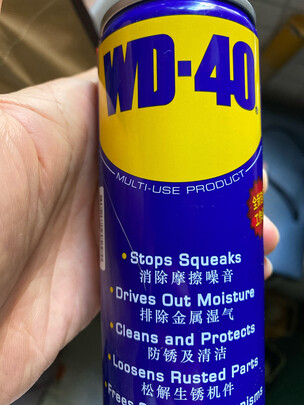 WD-40®
MULTI-USE PRODUCT
• Stops Squeaks
消除摩擦噪音
• Drives Out Moisture
排除金属湿气
• Cleans and Protects
防锈及清洁
• Loosens Rusted Parts
松解生锈机件